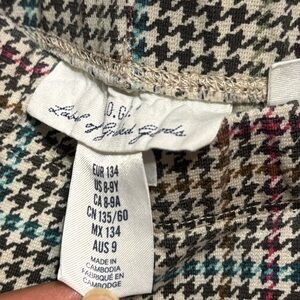 L.O.G.G.
Label of Graded Goods
EUR 134
US 8-9Y
CA 8-9A
CN 135/60
MX 134
AUS 9
MADE IN
CAMBODIA
FABRIQUÉ EN
CAMBODGE